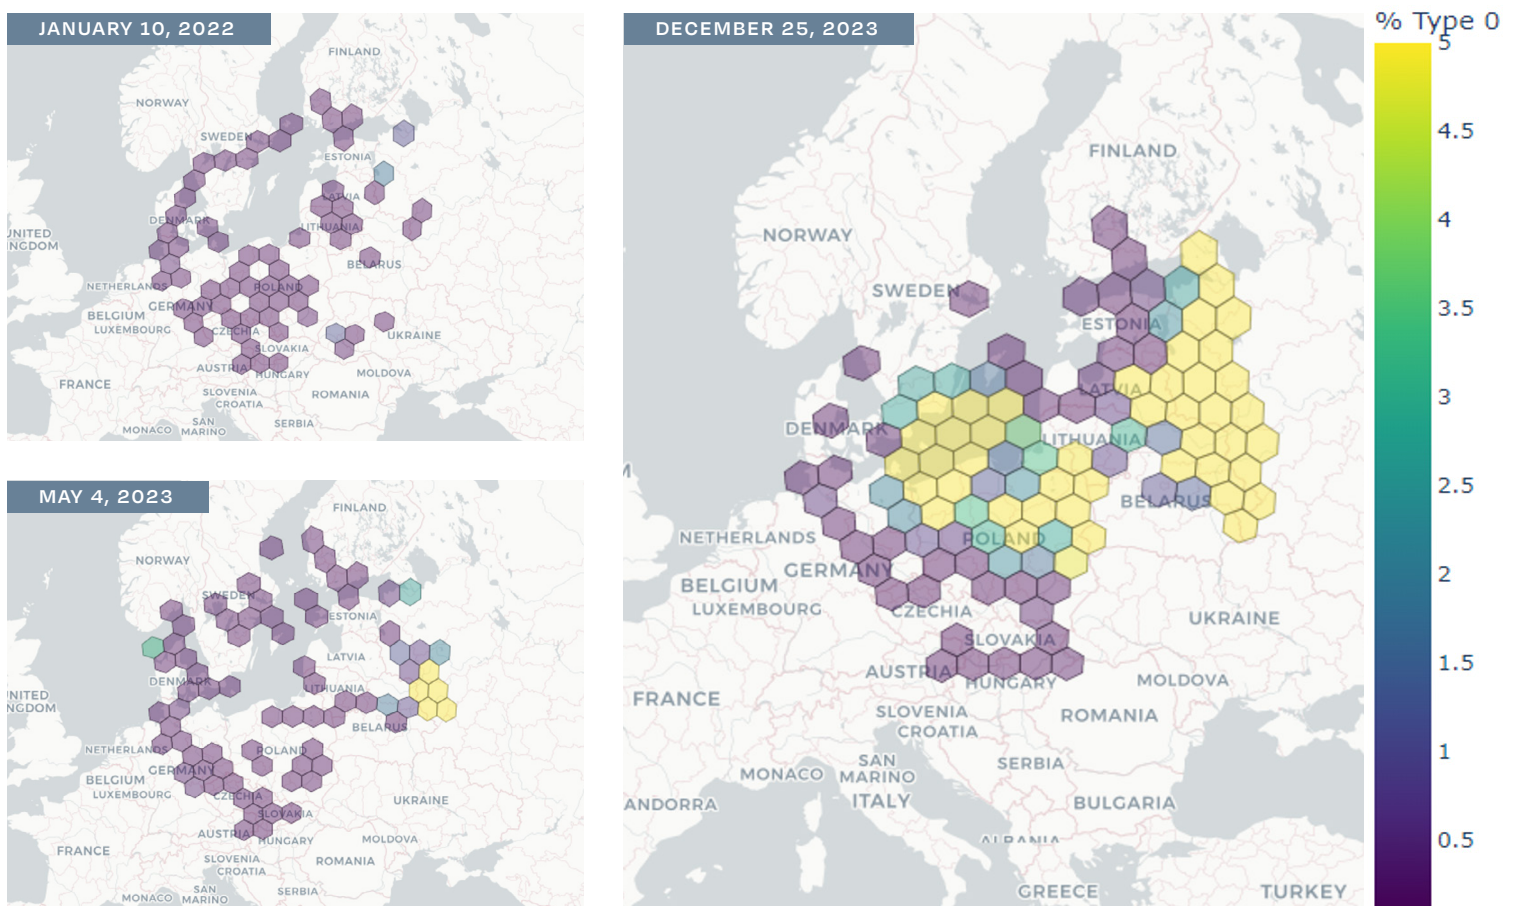 JANUARY 10, 2022
FINLAND
NORWAY
SWEDEN
ESTONIA
LATVIA
DENMARK
LITHUANIA
UNITED
NGDOM
BELARUS
NETHERLANDS
POLAND
GERMANY
BELGIUM
LUXEMBOURG
CZECHIA
UKRAINE
SLOVAKIA
AUSTRIA
HUNGARY
MOLDOVA
FRANCE
SLOVENIA
CROATIA
ROMANIA
SAN
MARINO
MONACO
SERBIA
MAY 4, 2023
FINLAND
NORWAY
SWEDEN
ESTONIA
LATVIA
DENMARK
LITHUANIA
UNITED
NGDOM
BELARUS
NETHERLANDS
POLAND
GERMANY
BELGIUM
LUXEMBOURG
CZECHIA
UKRAINE
SLOVAKIA
AUSTRIA
HUNGARY
MOLDOVA
FRANCE
SLOVENIA
CROATIA
ROMANIA
SAN
MARINO
MONACO
SERBIA
DECEMBER 25, 2023
FINLAND
NORWAY
SWEDEN
ESTONIA
LATVIA
DENMARK
LITHUANIA
M
BELARUS
NETHERLANDS
POLAND
GERMANY
BELGIUM
LUXEMBOURG
CZECHIA
UKRAINE
SLOVAKIA
AUSTRIA
HUNGARY
MOLDOVA
FRANCE
SLOVENIA
CROATIA
ROMANIA
SAN
MARINO
MONACO
SERBIA
ANDORRA
ITALY
BULGARIA
ALBANIA
GREECE
TURKEY
% Type 0
5
4.5
4
3.5
3
2.5
2
1.5
1
0.5